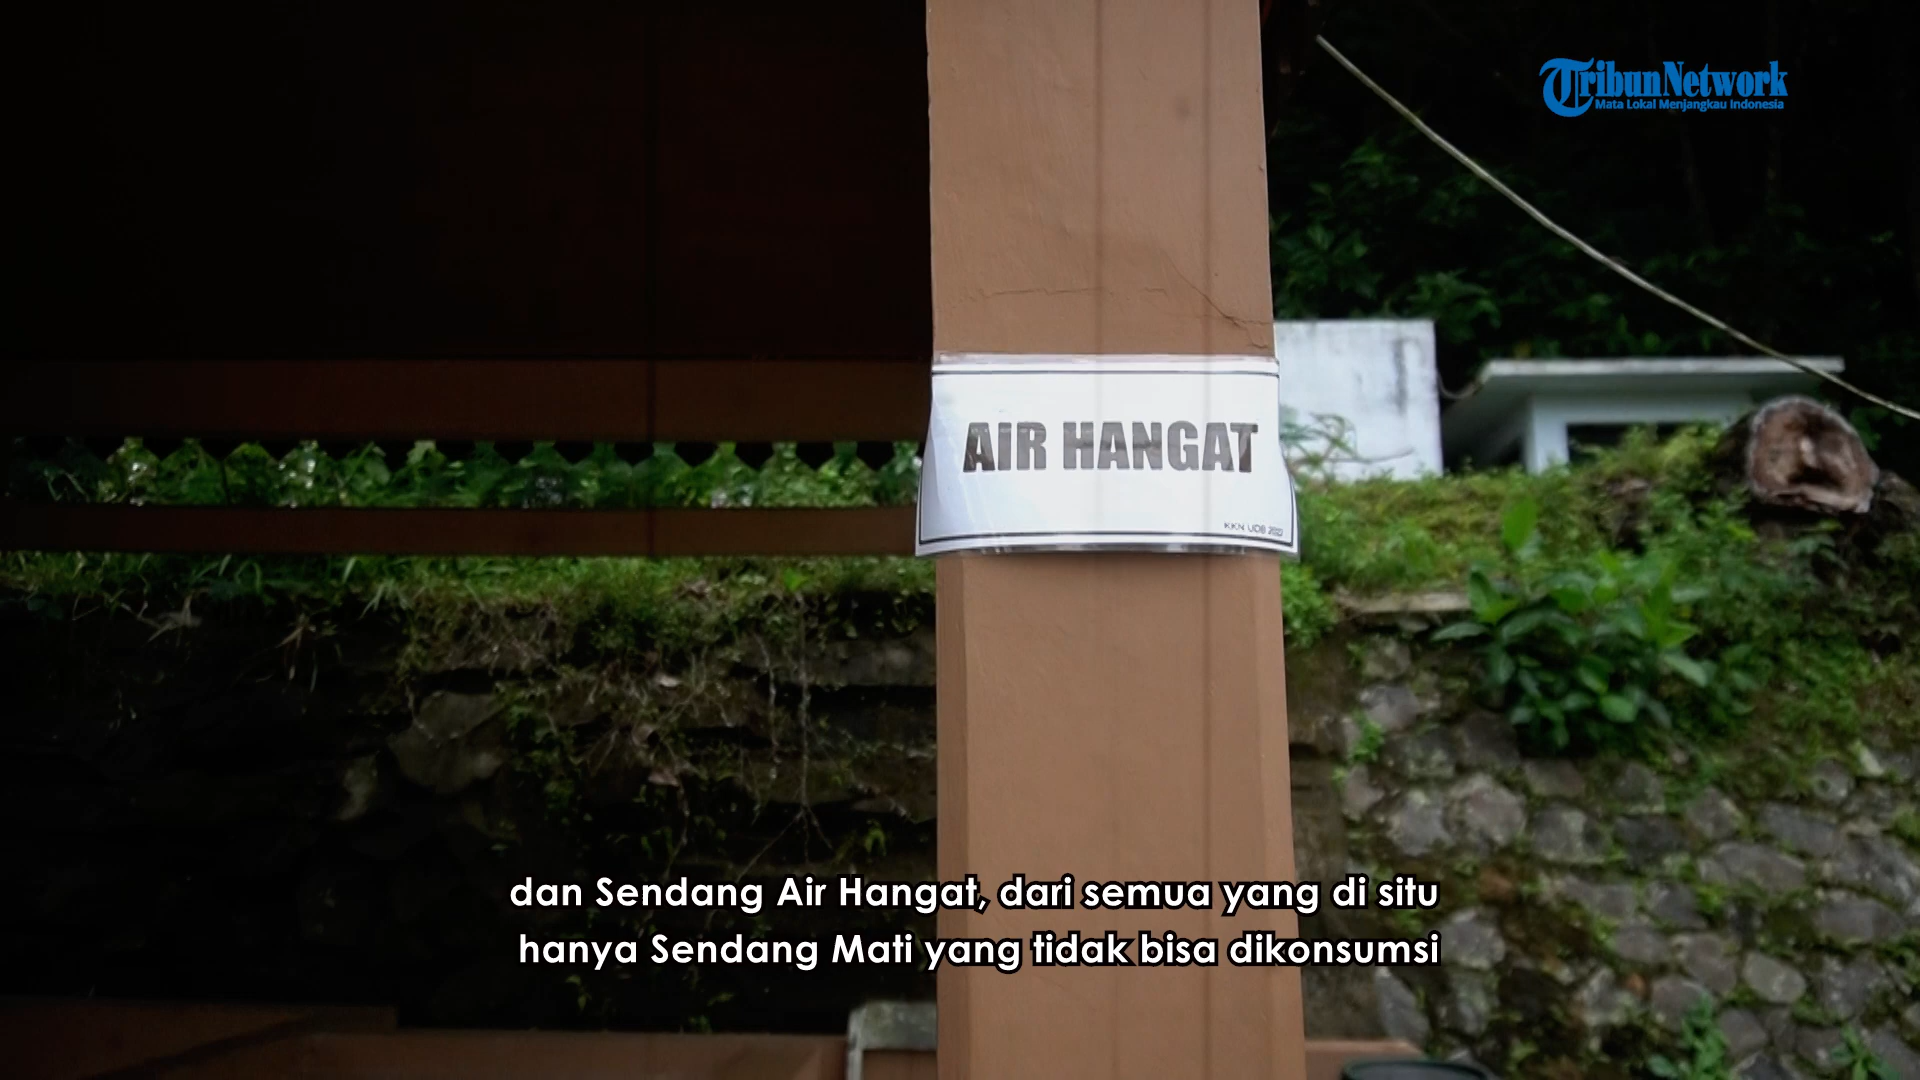 TribunNetwork
Mata Lokal Menjangkau Indonesia
AIR HANGAT
KKN UDB 2022
dan Sendang Air Hangat, dari semua yang di situ
hanya Sendang Mati yang tidak bisa dikonsumsi